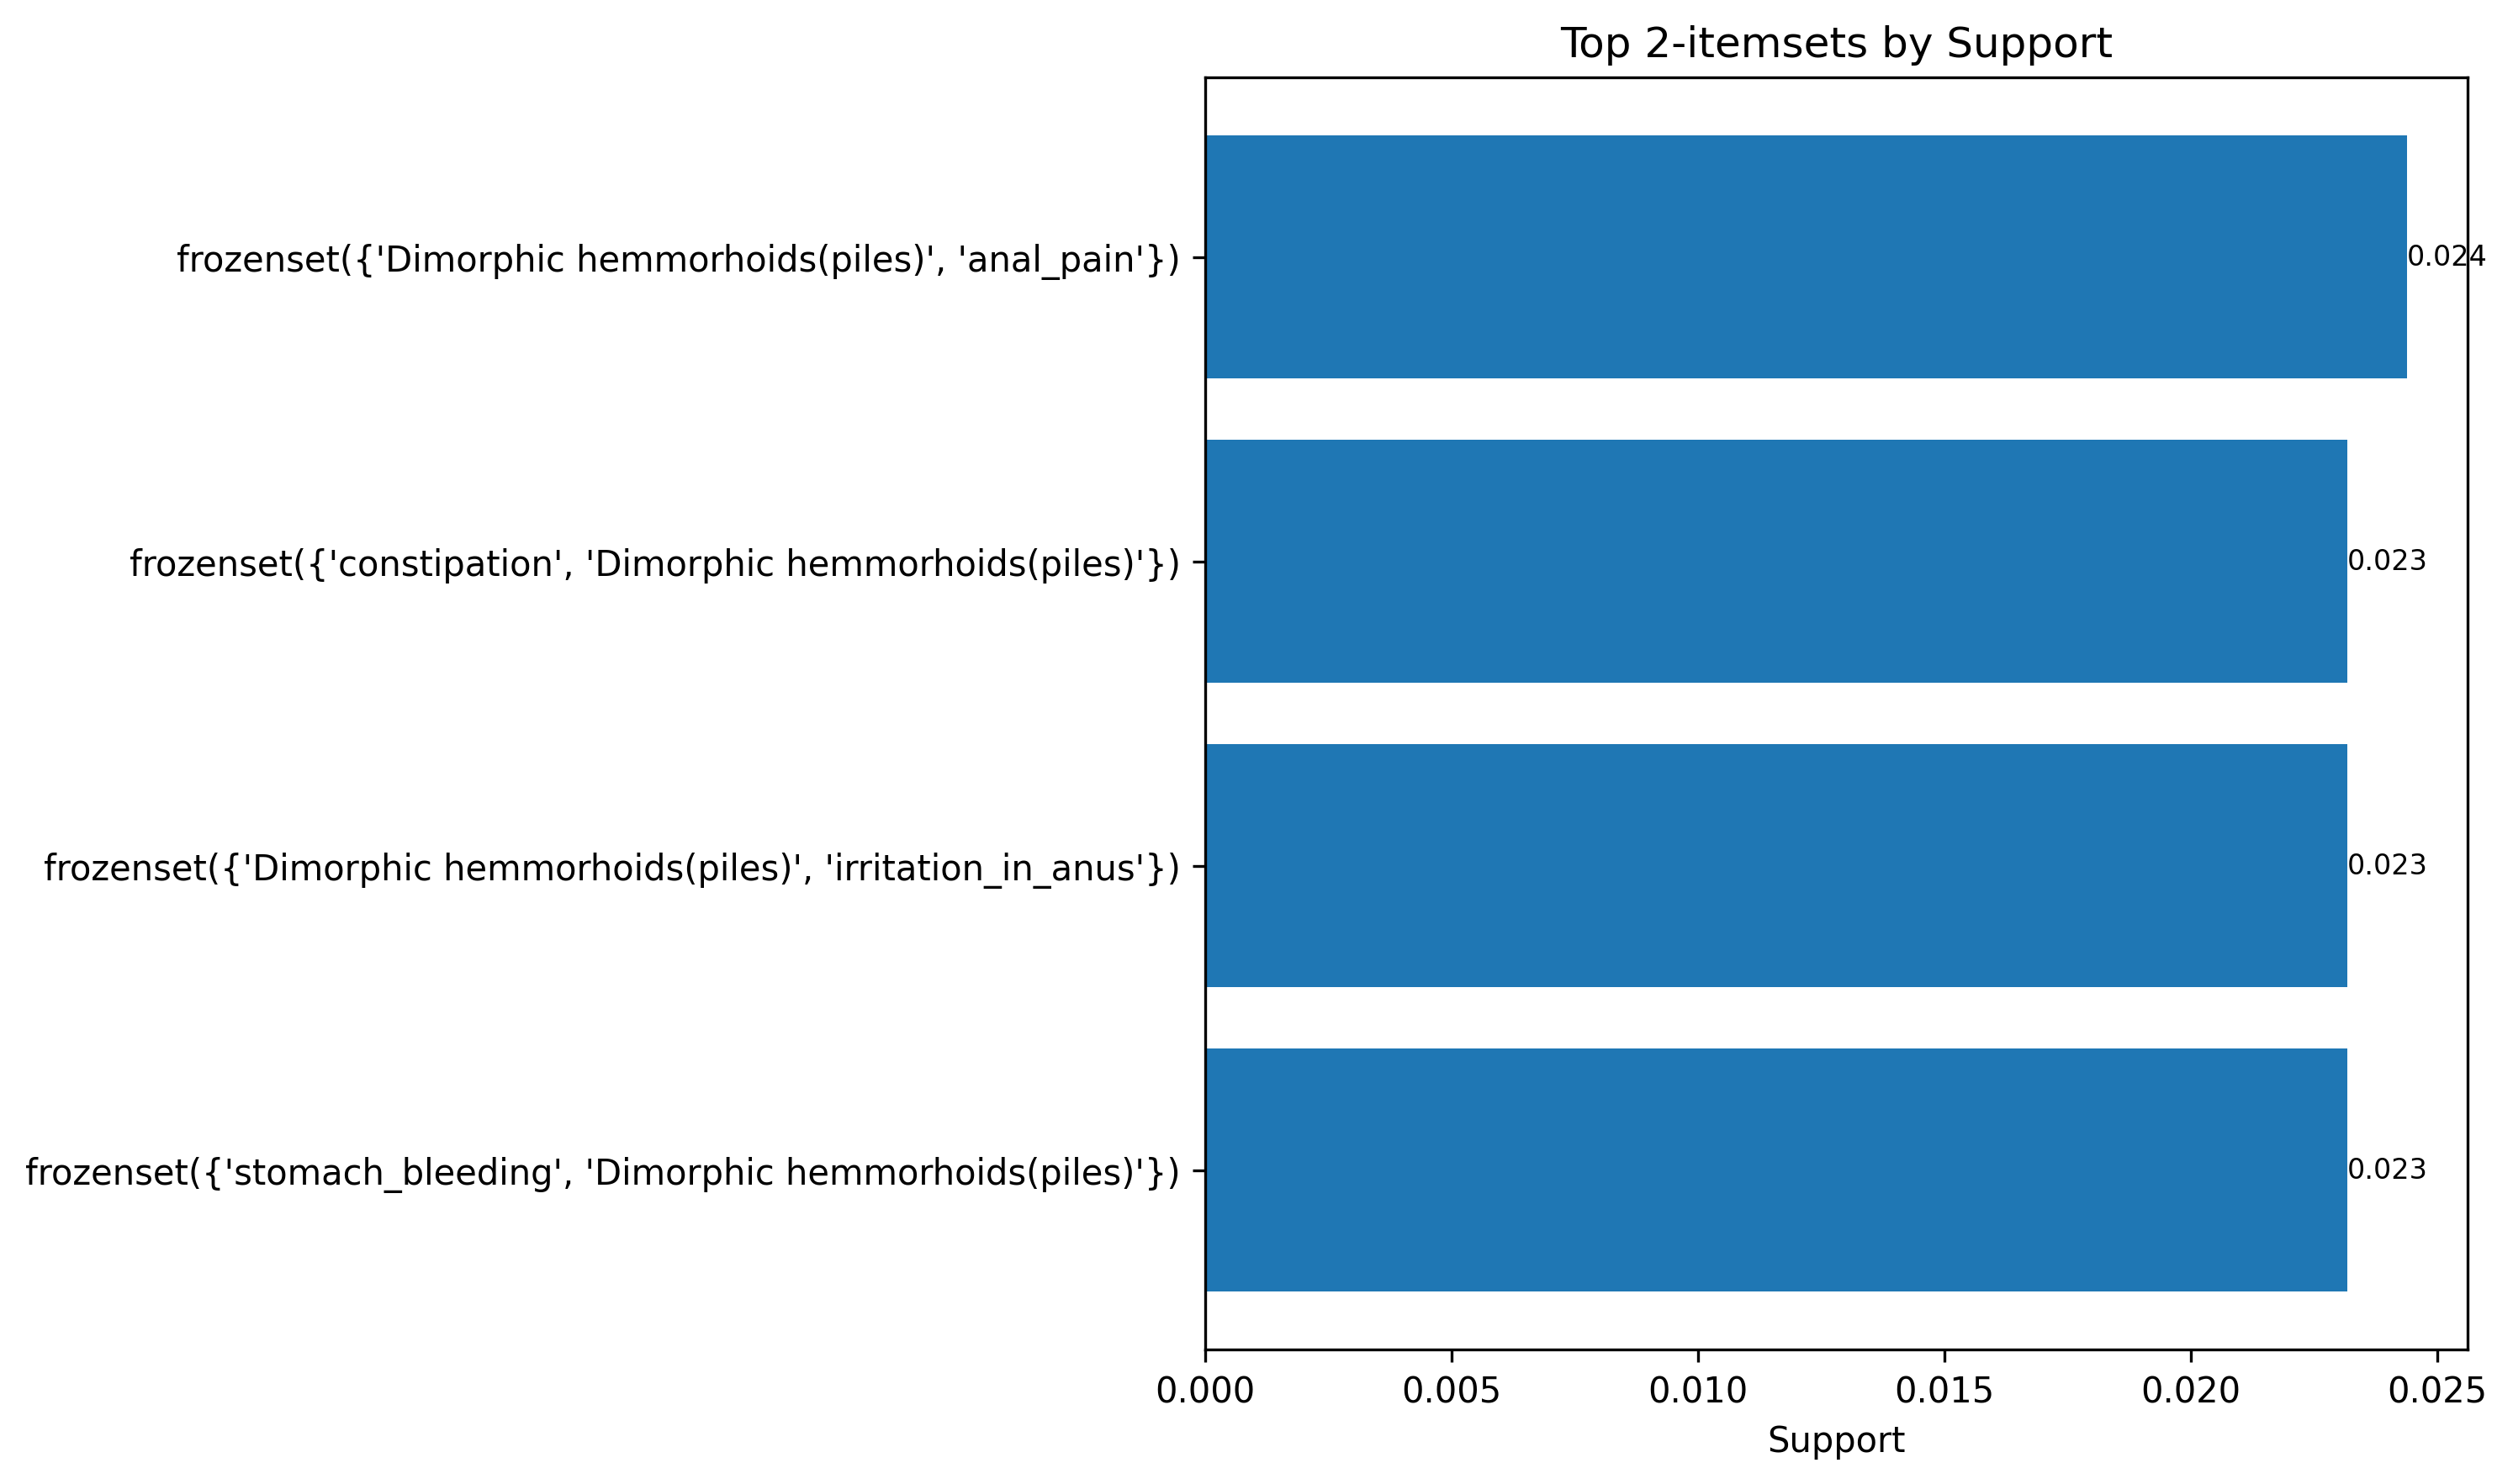 Top 2-itemsets by Support
frozenset({'Dimorphic hemmorhoids(piles)', 'anal_pain'})
0.024
frozenset({'constipation', 'Dimorphic hemmorhoids(piles)'})
0.023
frozenset({'Dimorphic hemmorhoids(piles)', 'irritation_in_anus'})
0.023
frozenset({'stomach_bleeding', 'Dimorphic hemmorhoids(piles)'})
0.023
0.000 0.005 0.010 0.015 0.020 0.025
Support